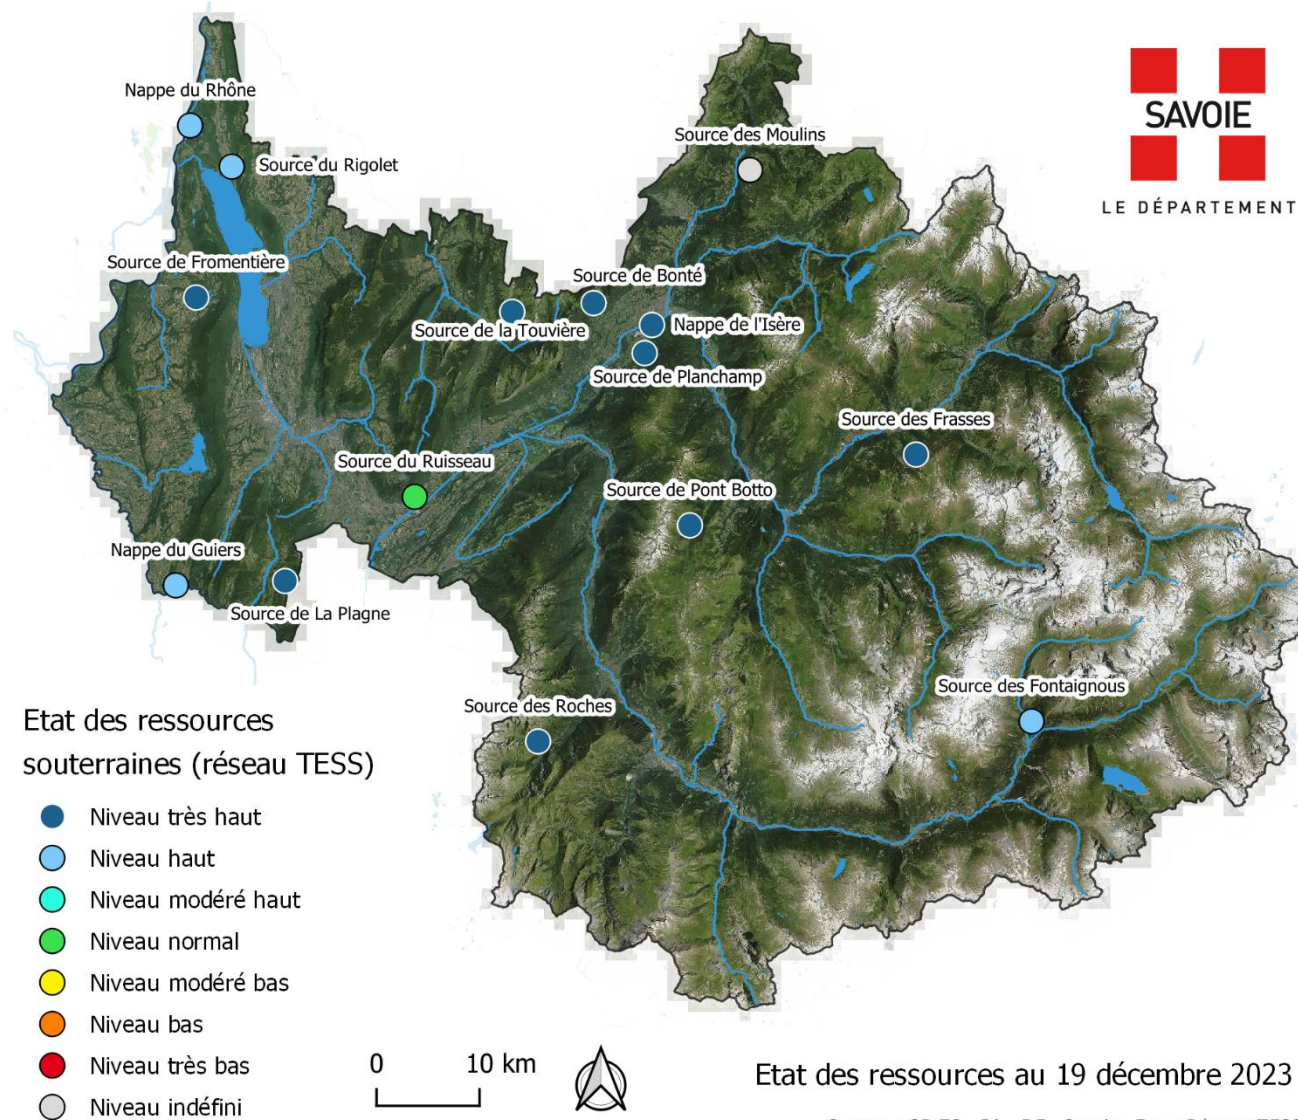 Nappe du Rhône
Source du Rigolet
Source des Moulins
SAVOIE
LE DÉPARTEMENT
Source de Fromentière
Source de Bonté
Source de la Touvière
Nappe de l'Isère
Source de Planchamp
Source des Frasses
Source du Ruisseau
Source de Pont Botto
Nappe du Guiers
Source de La Plagne
Source des Fontaignous
Source des Roches
Etat des ressources
souterraines (réseau TESS)
Niveau très haut
Niveau haut
Niveau modéré haut
Niveau normal
Niveau modéré bas
Niveau bas
Niveau très bas
Niveau indéfini
0 10 km
Etat des ressources au 19 décembre 2023